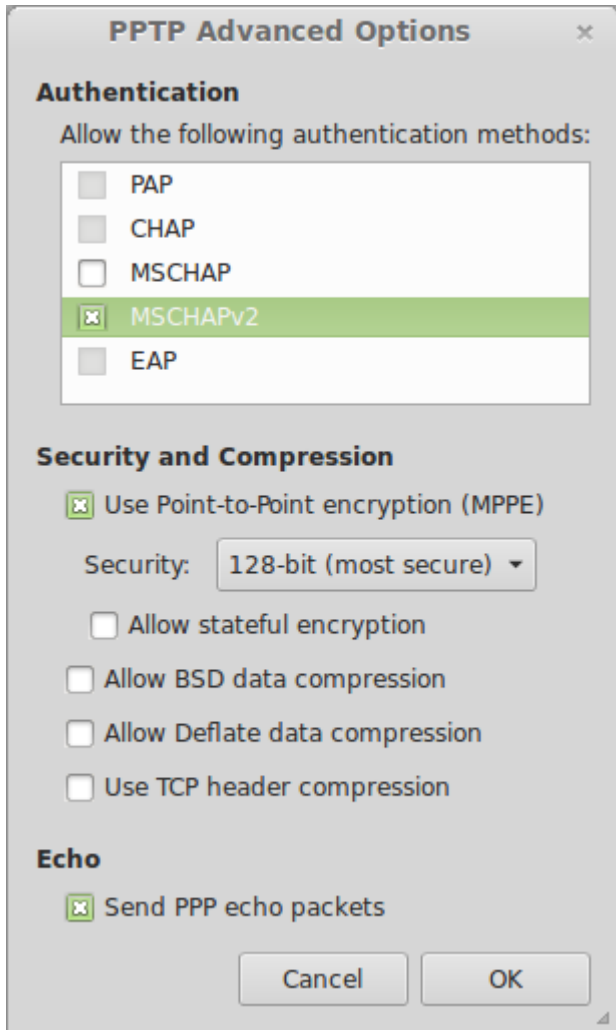 PPTP Advanced Options
Authentication
Allow the following authentication methods:
PAP
CHAP
MSCHAP
MSCHAPv2
EAP
Security and Compression
Use Point-to-Point encryption (MPPE)
Security: 128-bit (most secure)
Allow stateful encryption
Allow BSD data compression
Allow Deflate data compression
Use TCP header compression
Echo
Send PPP echo packets
Cancel OK